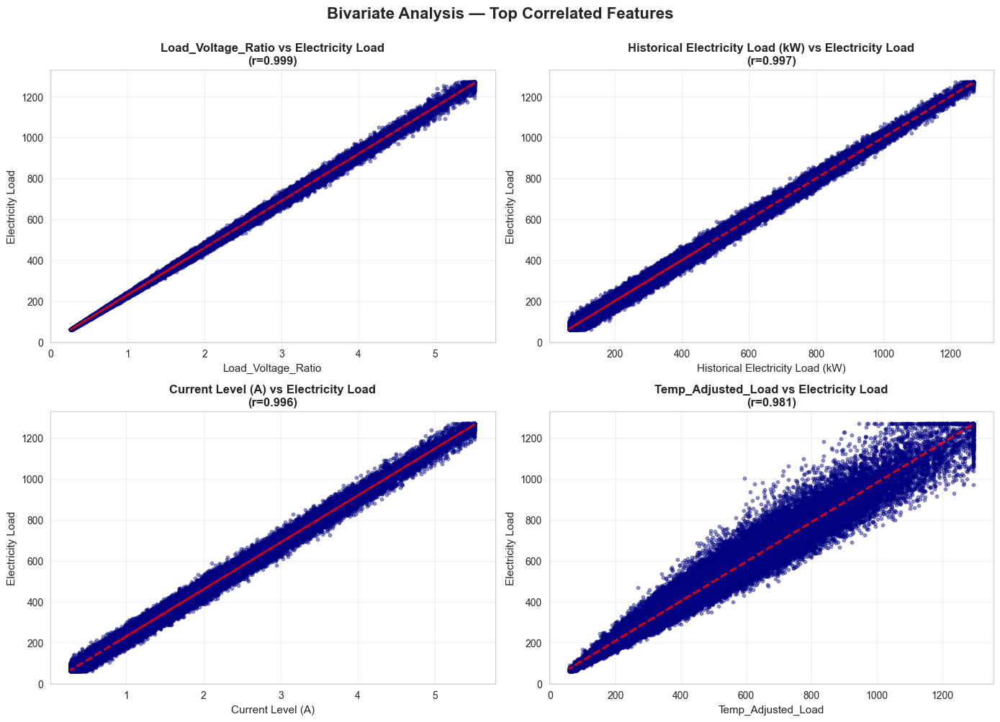 Bivariate Analysis — Top Correlated Features
Load_Voltage_Ratio vs Electricity Load
(r=0.999)
Electricity Load
1200
1000
800
600
400
200
0
0 1 2 3 4 5
Load_Voltage_Ratio
Historical Electricity Load (kW) vs Electricity Load
(r=0.997)
Electricity Load
1200
1000
800
600
400
200
0
200 400 600 800 1000 1200
Historical Electricity Load (kW)
Current Level (A) vs Electricity Load
(r=0.996)
Electricity Load
1200
1000
800
600
400
200
0
1 2 3 4 5
Current Level (A)
Temp_Adjusted_Load vs Electricity Load
(r=0.981)
Electricity Load
1200
1000
800
600
400
200
0
0 200 400 600 800 1000 1200
Temp_Adjusted_Load